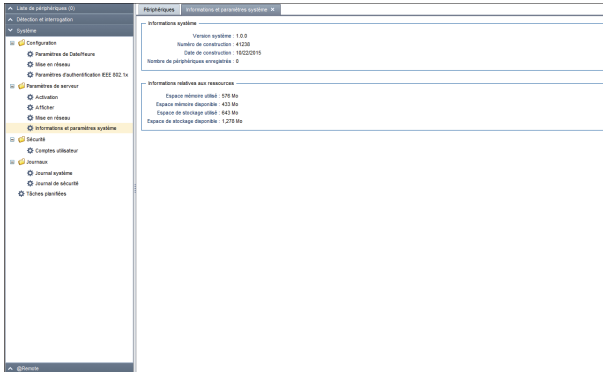 Liste de périphériques (0)
Détection et interrogation
Système
Configuration
Paramètres de Date/Heure
Mise en réseau
Paramètres d'authentification IEEE 802.1x
Paramètres de serveur
Activation
Afficher
Mise en réseau
Informations et paramètres système
Sécurité
Comptes utilisateur
Journaux
Journal système
Journal de sécurité
Tâches planifiées
@Remote
Périphériques
Informations et paramètres système
Informations système
Version système : 1.0.0
Numéro de construction : 41238
Date de construction : 10/22/2015
Nombre de périphériques enregistrés : 0
Informations relatives aux ressources
Espace mémoire utilisé : 576 Mo
Espace mémoire disponible : 433 Mo
Espace de stockage utilisé : 643 Mo
Espace de stockage disponible : 1,278 Mo